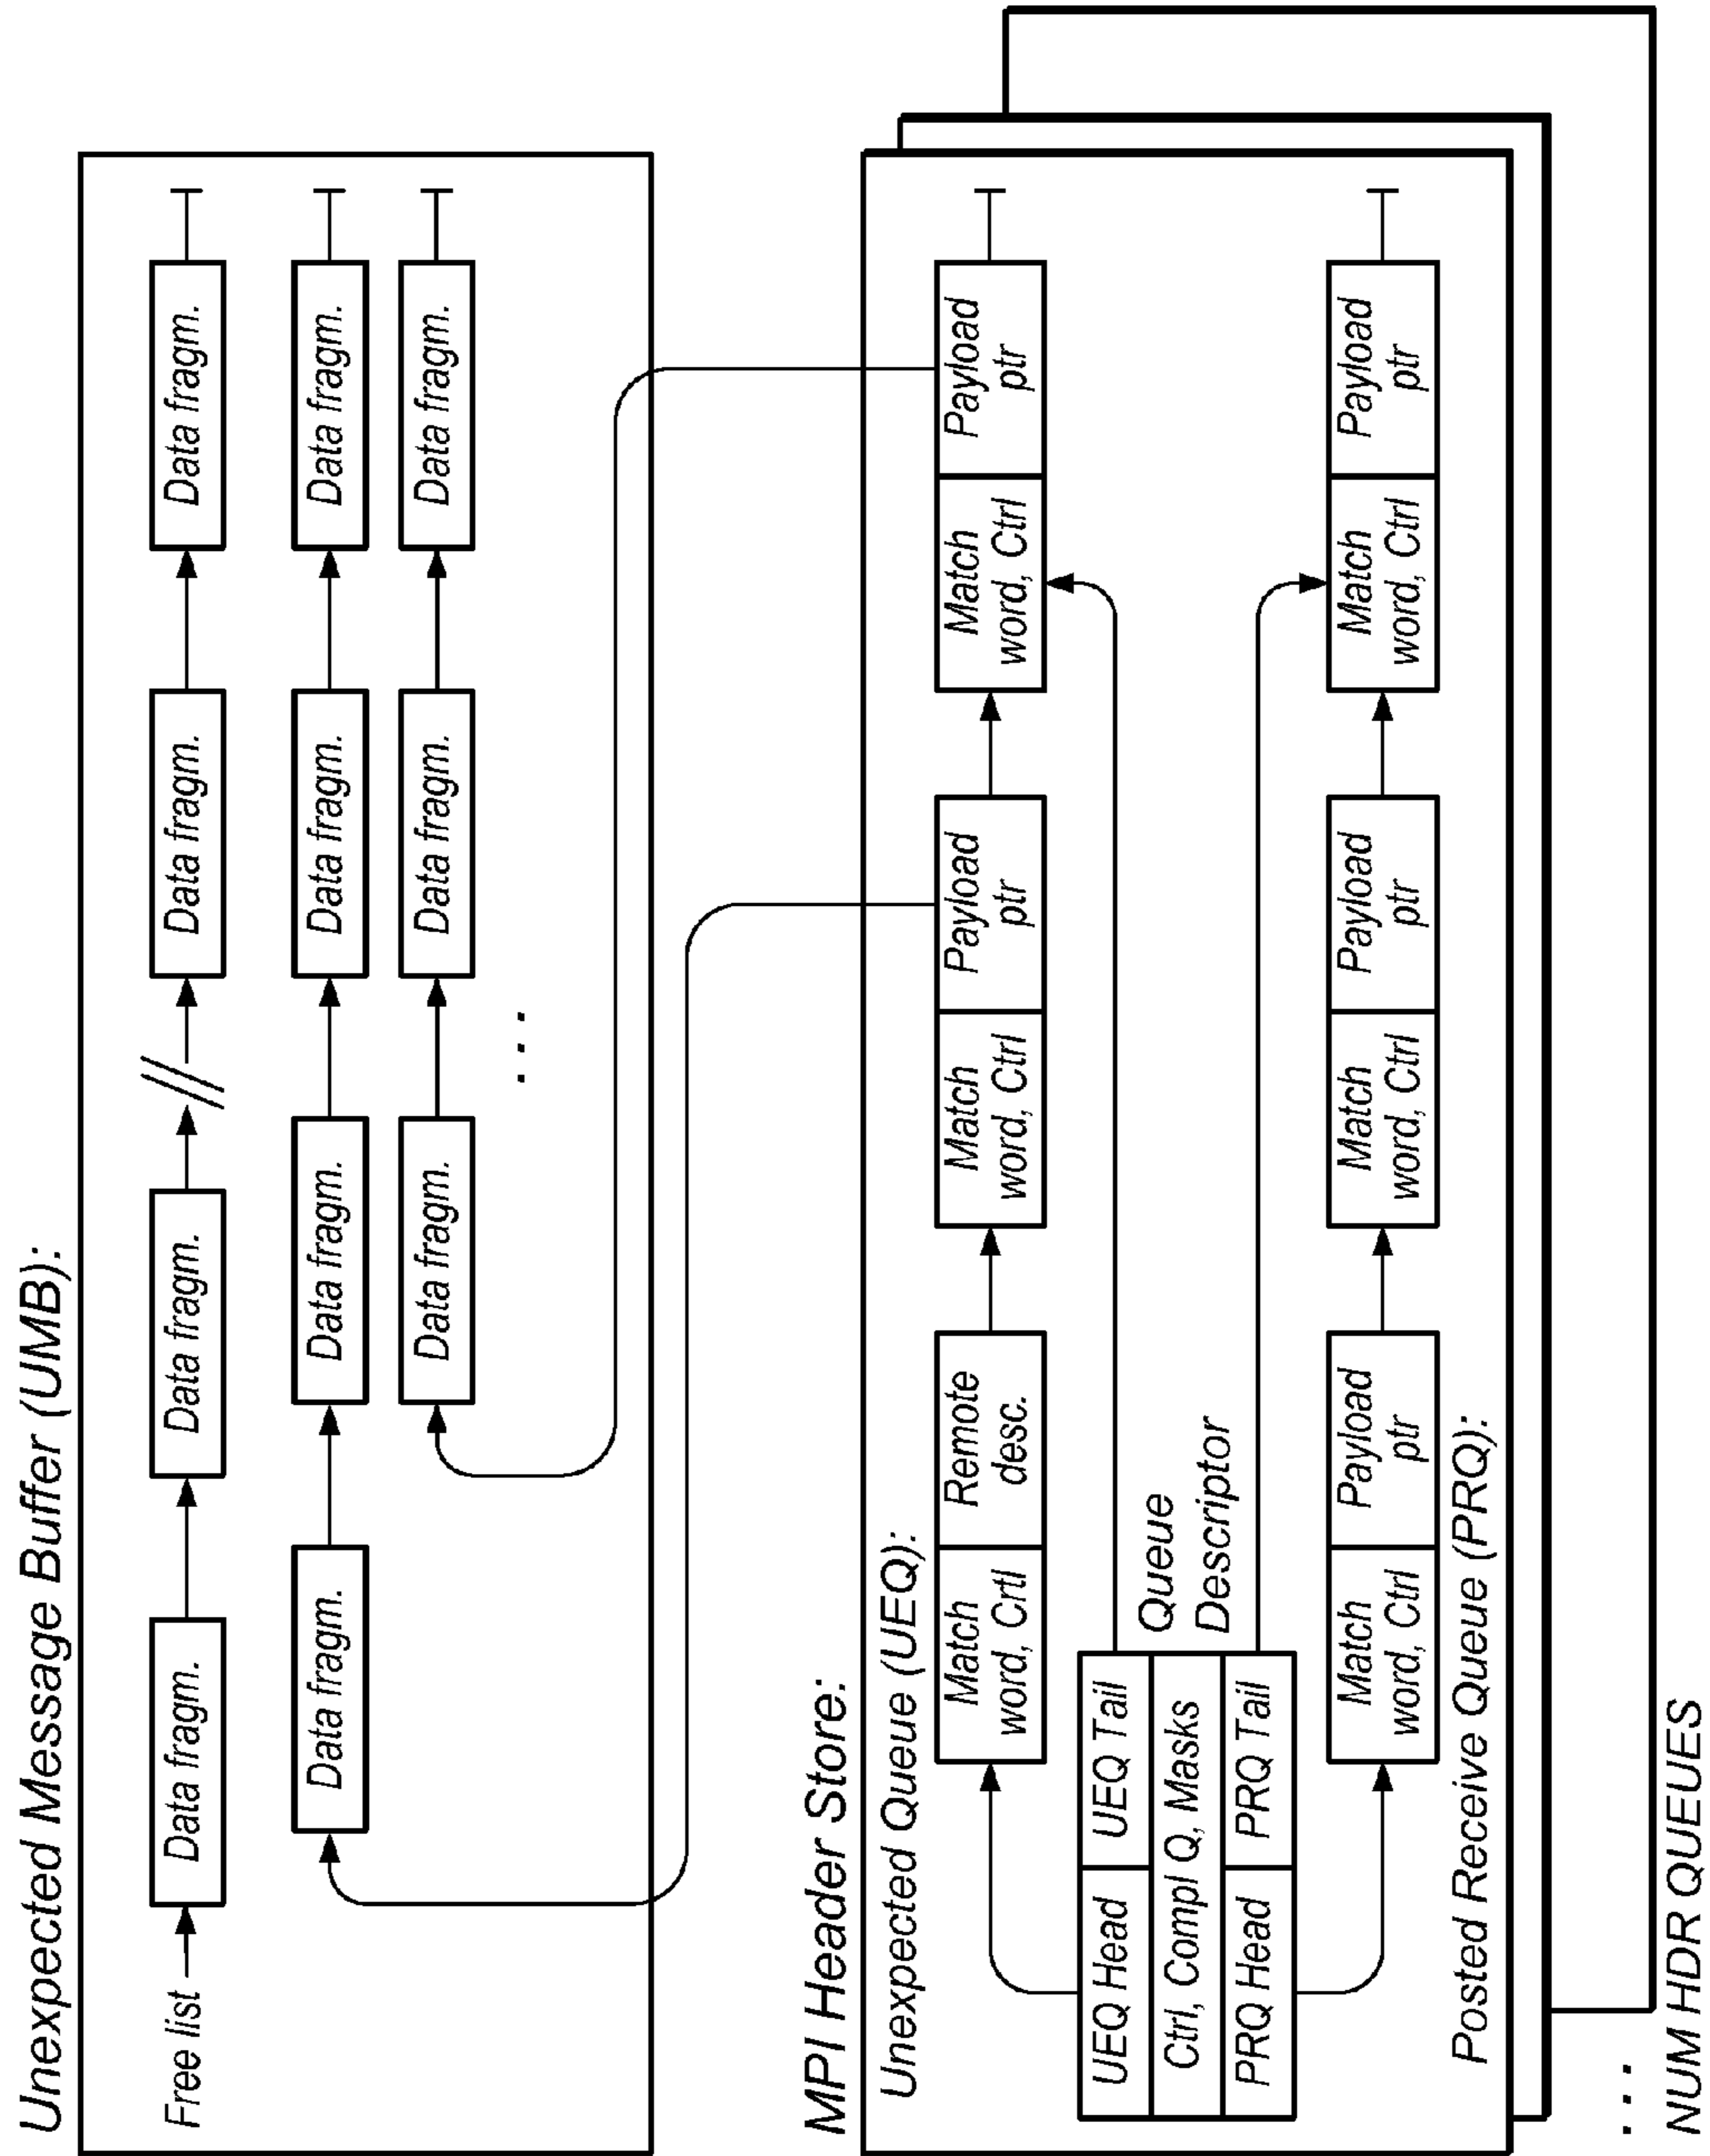 Unexpected Message Buffer (UMB):
Free list
Data fragm.
Data fragm.
Data fragm.
Data fragm.
Data fragm.
Data fragm.
Data fragm.
Data fragm.
Data fragm.
Data fragm.
Data fragm.
. . .
MPI Header Store:
Unexpected Queue (UEQ):
Match
word, Crtl
Remote
desc.
Match
word, Ctrl
Payload
ptr
Match
word, Ctrl
Payload
ptr
UEQ Head
UEQ Tail
Ctrl, Compl Q, Masks
PRQ Head
PRQ Tail
Queue
Descriptor
Match
word, Ctrl
Payload
ptr
Match
word, Ctrl
Payload
ptr
Match
word, Ctrl
Payload
ptr
Posted Receive Queue (PRQ):
. . .
NUM HDR QUEUES